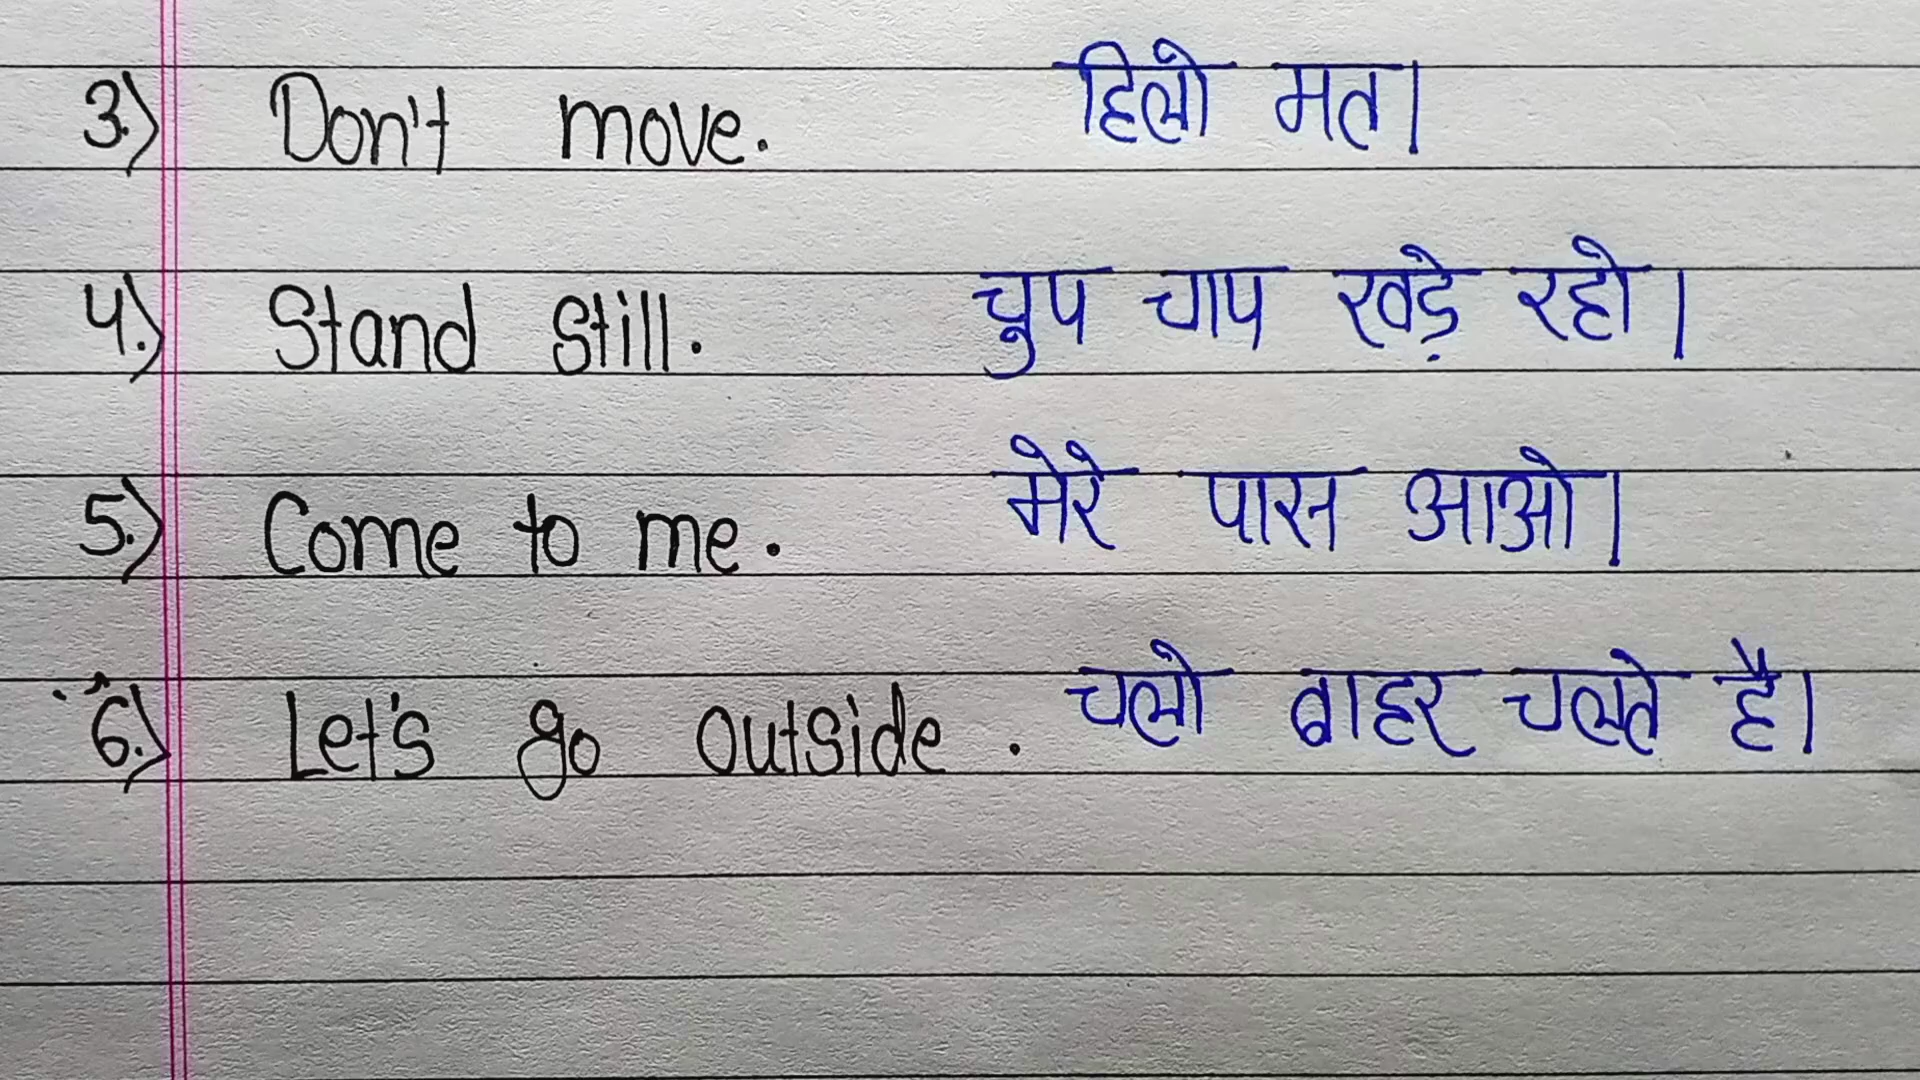 3.) Don't move. हिलो मत।
4.) Stand still. चुप चाप खड़े रहो।
5.) Come to me. मेरे पास आओ।
6.) Let's go outside. चलो बाहर चलते है।